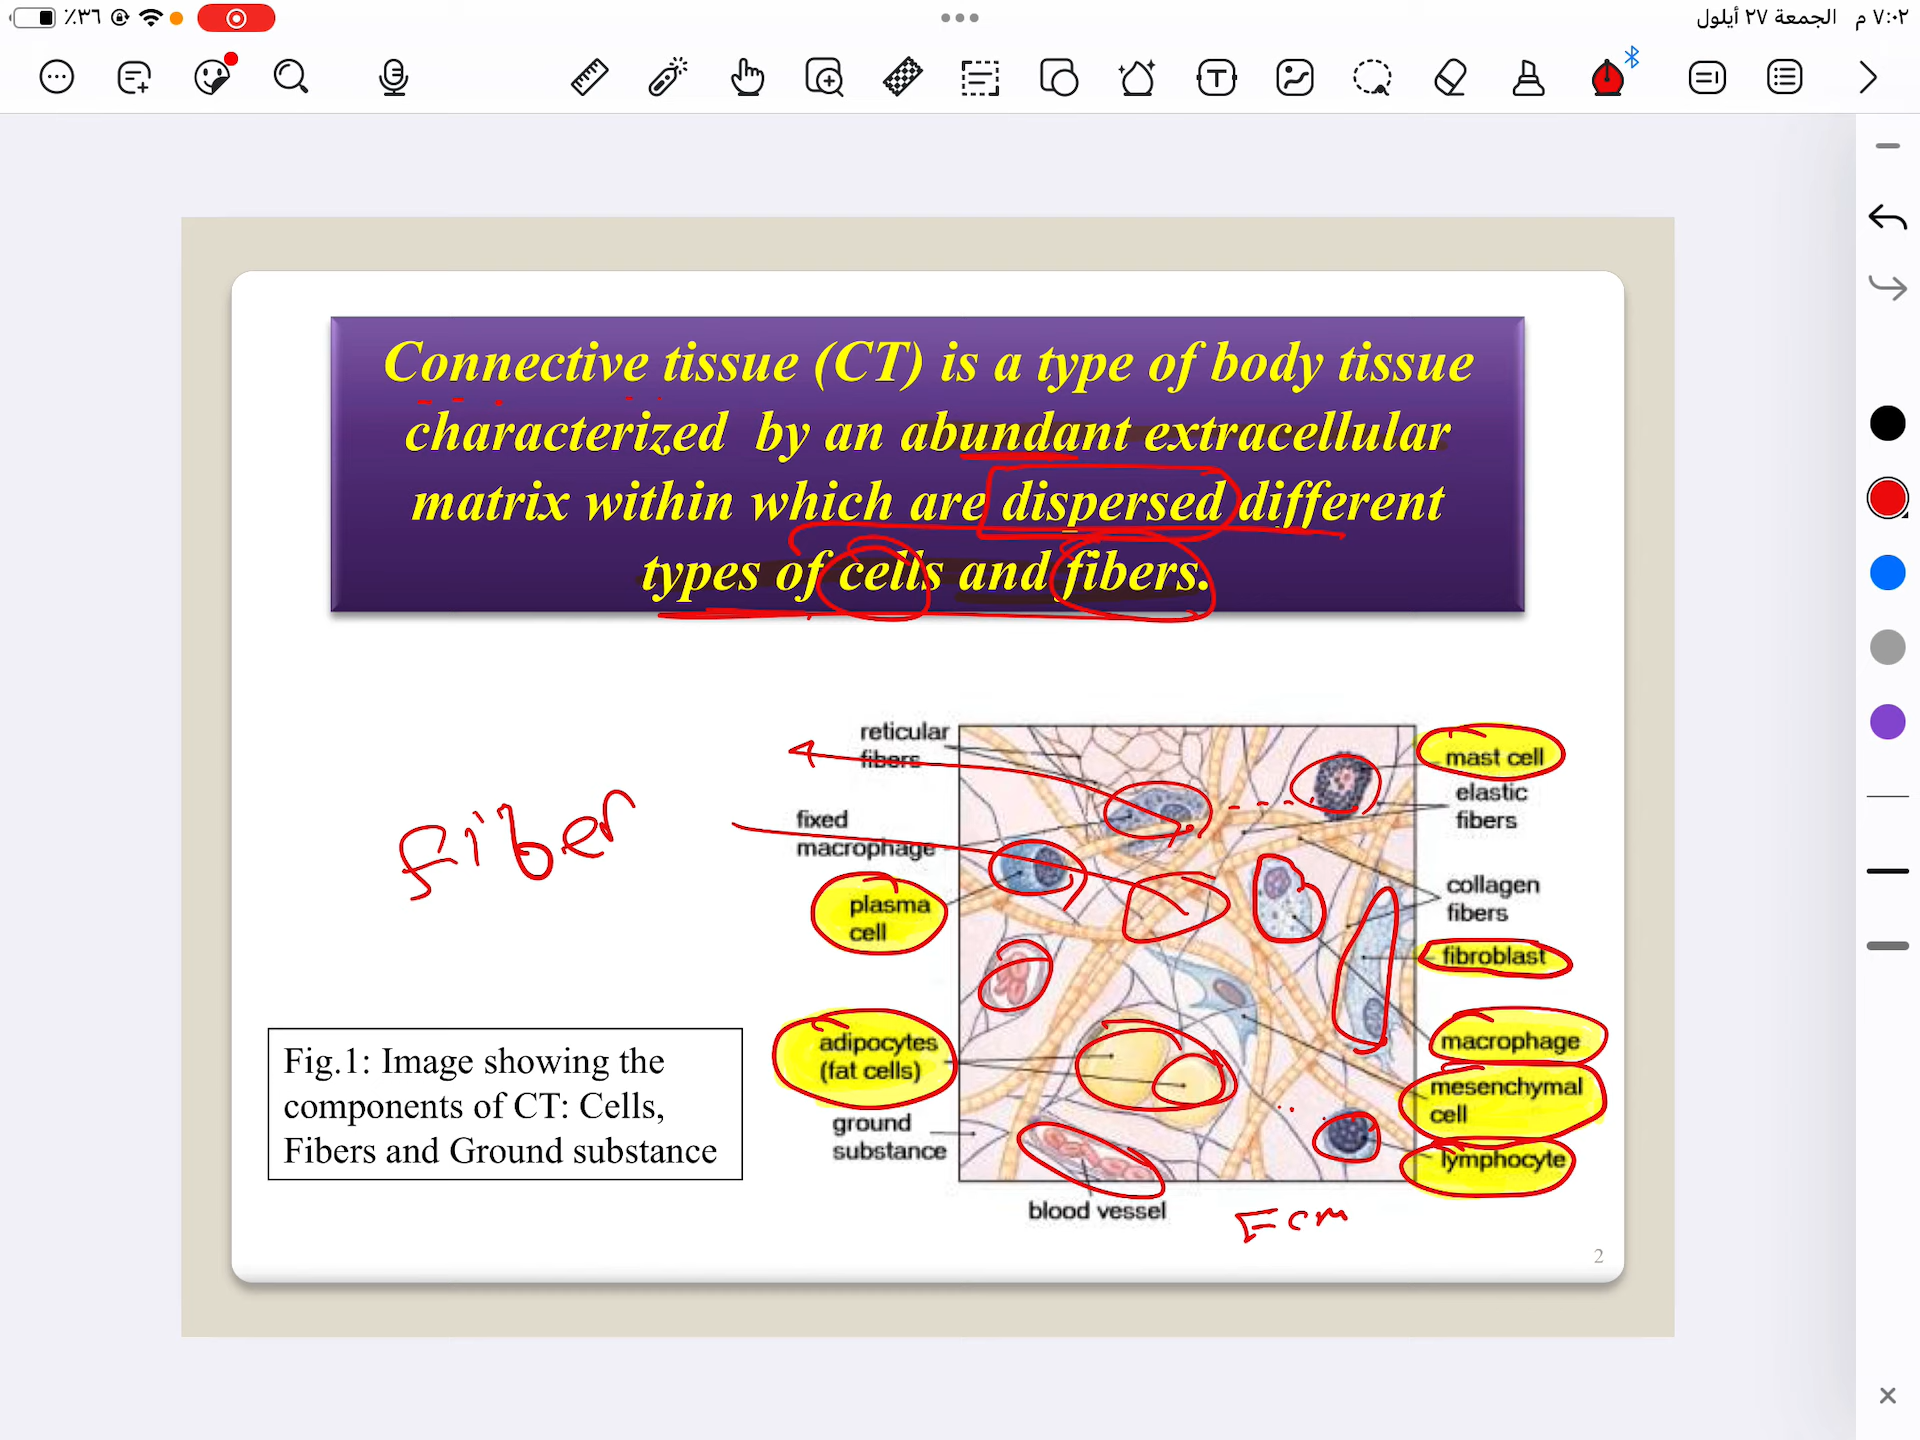 ٪٣٦
٧:٠٢ م الجمعة ٢٧ أيلول
Connective tissue (CT) is a type of body tissue
characterized by an abundant extracellular
matrix within which are dispersed different
types of cells and fibers.
reticular
fibers
fixed
macrophage
plasma
cell
adipocytes
(fat cells)
ground
substance
blood vessel
mast cell
elastic
fibers
collagen
fibers
fibroblast
macrophage
mesenchymal
cell
lymphocyte
Fiber
Ecm
Fig.1: Image showing the
components of CT: Cells,
Fibers and Ground substance
2